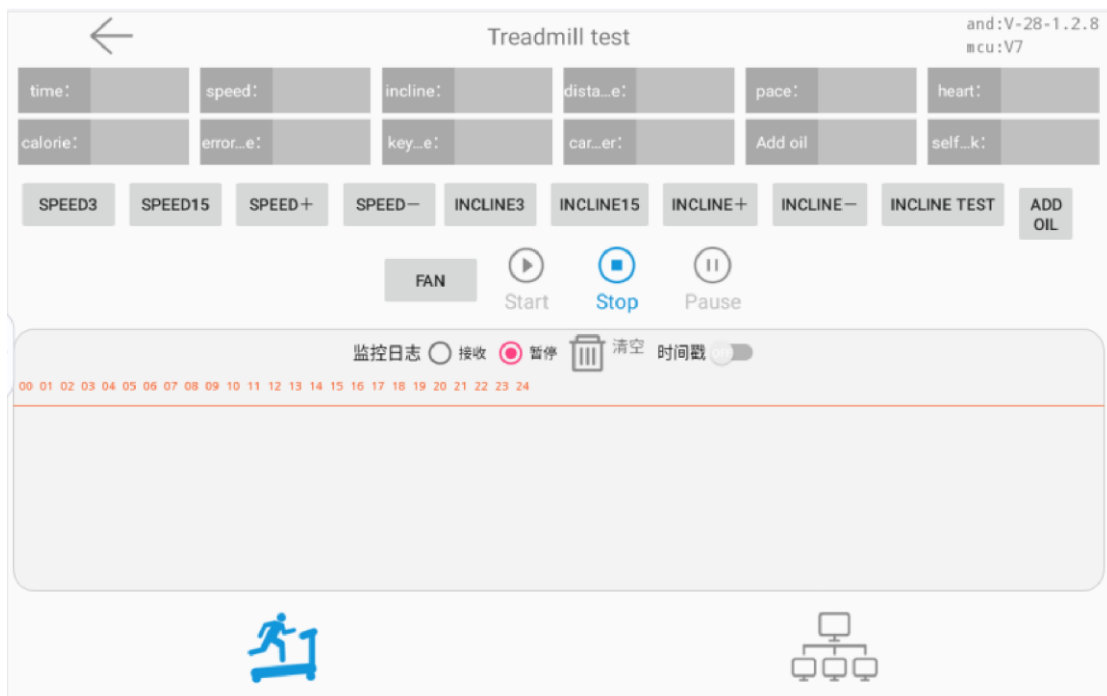 Treadmill test
and:V-28-1.2.8
mcu:V7
time: speed: incline: dista...e: pace: heart:
calorie: error...e: key...e: car...er: Add oil self...k:
SPEED3 SPEED15 SPEED+ SPEED- INCLINE3 INCLINE15 INCLINE+ INCLINE- INCLINE TEST ADD OIL
FAN Start Stop Pause
监控日志 接收 暂停 清空 时间戳 OFF
00 01 02 03 04 05 06 07 08 09 10 11 12 13 14 15 16 17 18 19 20 21 22 23 24